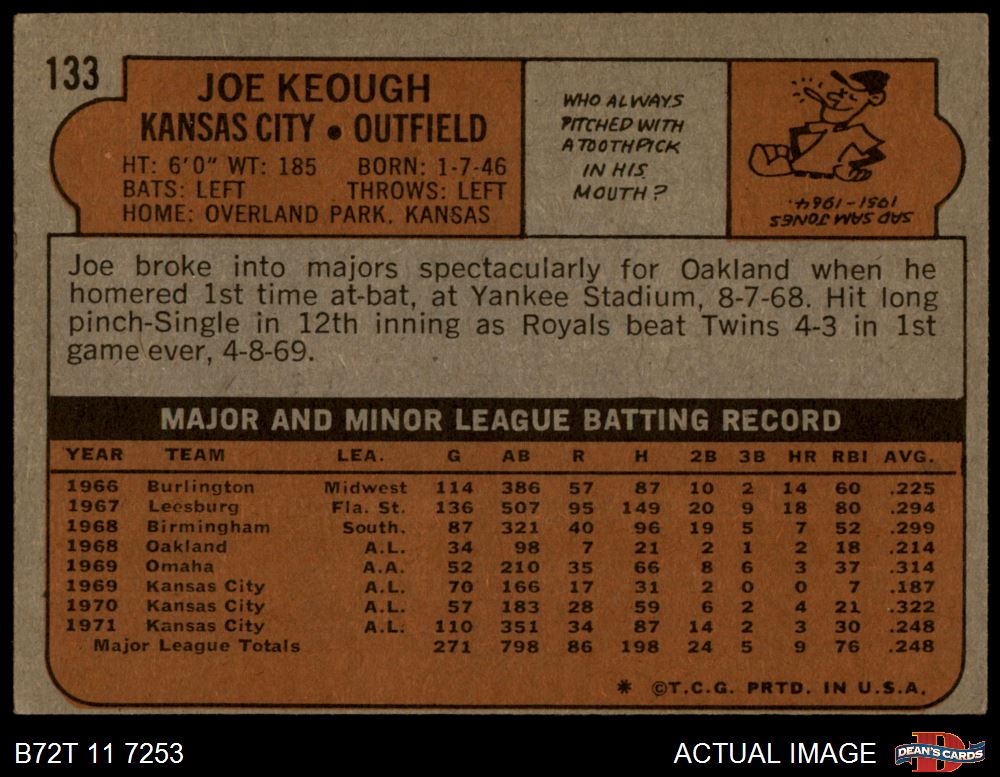 133
JOE KEOUGH
KANSAS CITY • OUTFIELD
HT: 6'0" WT: 185 BORN: 1-7-46
BATS: LEFT THROWS: LEFT
HOME: OVERLAND PARK, KANSAS
WHO ALWAYS
PITCHED WITH
A TOOTHPICK
IN HIS
MOUTH?
SAD SAM JONES
1951-1964.
Joe broke into majors spectacularly for Oakland when he
homered 1st time at-bat, at Yankee Stadium, 8-7-68. Hit long
pinch-Single in 12th inning as Royals beat Twins 4-3 in 1st
game ever, 4-8-69.
MAJOR AND MINOR LEAGUE BATTING RECORD
YEAR TEAM LEA. G AB R H 2B 3B HR RBI AVG.
1966 Burlington Midwest 114 386 57 87 10 2 14 60 .225
1967 Leesburg Fla. St. 136 507 95 149 20 9 18 80 .294
1968 Birmingham South. 87 321 40 96 19 5 7 52 .299
1968 Oakland A.L. 34 98 7 21 2 1 2 18 .214
1969 Omaha A.A. 52 210 35 66 8 6 3 37 .314
1969 Kansas City A.L. 70 166 17 31 2 0 0 7 .187
1970 Kansas City A.L. 57 183 28 59 6 2 4 21 .322
1971 Kansas City A.L. 110 351 34 87 14 2 3 30 .248
Major League Totals 271 798 86 198 24 5 9 76 .248
* ©T.C.G. PRTD. IN U.S.A.
B72T 11 7253
ACTUAL IMAGE
D
DEAN'S CARDS